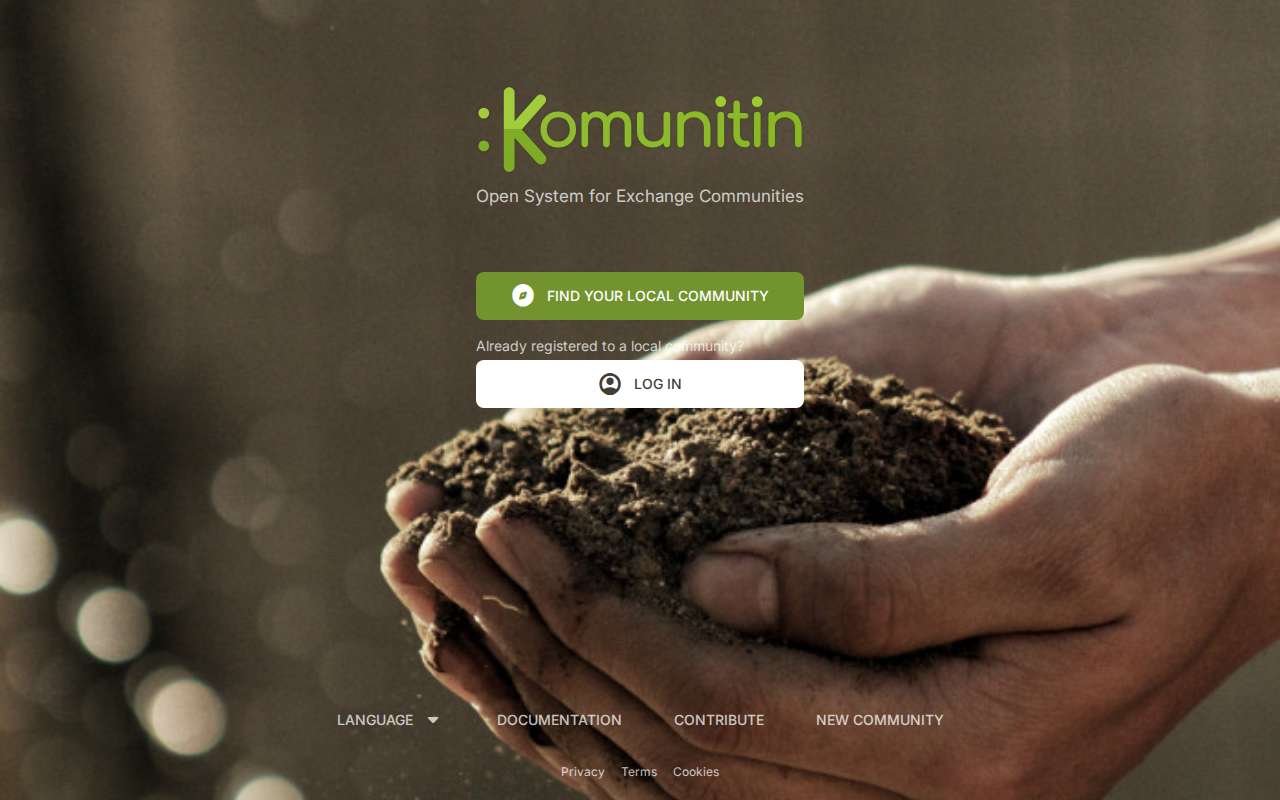 :Komunitin
Open System for Exchange Communities
FIND YOUR LOCAL COMMUNITY
Already registered to a local community?
LOG IN
LANGUAGE DOCUMENTATION CONTRIBUTE NEW COMMUNITY
Privacy Terms Cookies